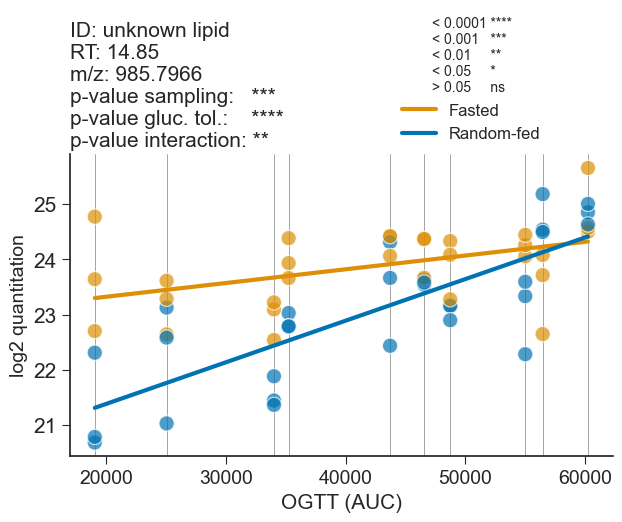 ID: unknown lipid
RT: 14.85
m/z: 985.7966
p-value sampling: ***
p-value gluc. tol.: ****
p-value interaction: **
< 0.0001 ****
< 0.001 ***
< 0.01 **
< 0.05 *
> 0.05 ns
Fasted
Random-fed
25
24
23
22
21
log2 quantitation
20000 30000 40000 50000 60000
OGTT (AUC)